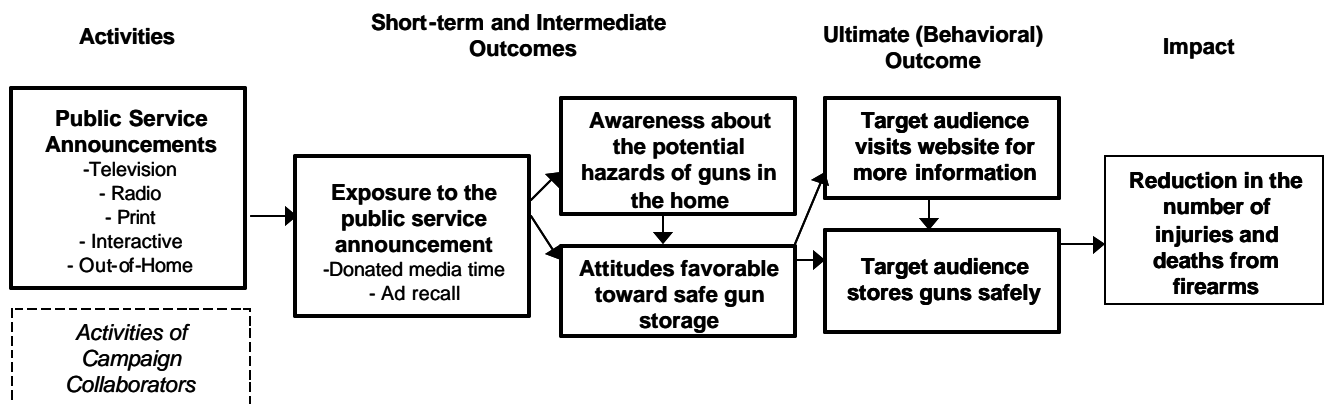 Activities
Short-term and Intermediate
Outcomes
Ultimate (Behavioral)
Outcome
Impact
Public Service
Announcements
-Television
- Radio
- Print
- Interactive
- Out-of-Home
Activities of
Campaign
Collaborators
Exposure to the
public service
announcement
-Donated media time
- Ad recall
Awareness about
the potential
hazards of guns in
the home
Attitudes favorable
toward safe gun
storage
Target audience
visits website for
more information
Target audience
stores guns safely
Reduction in the
number of
injuries and
deaths from
firearms